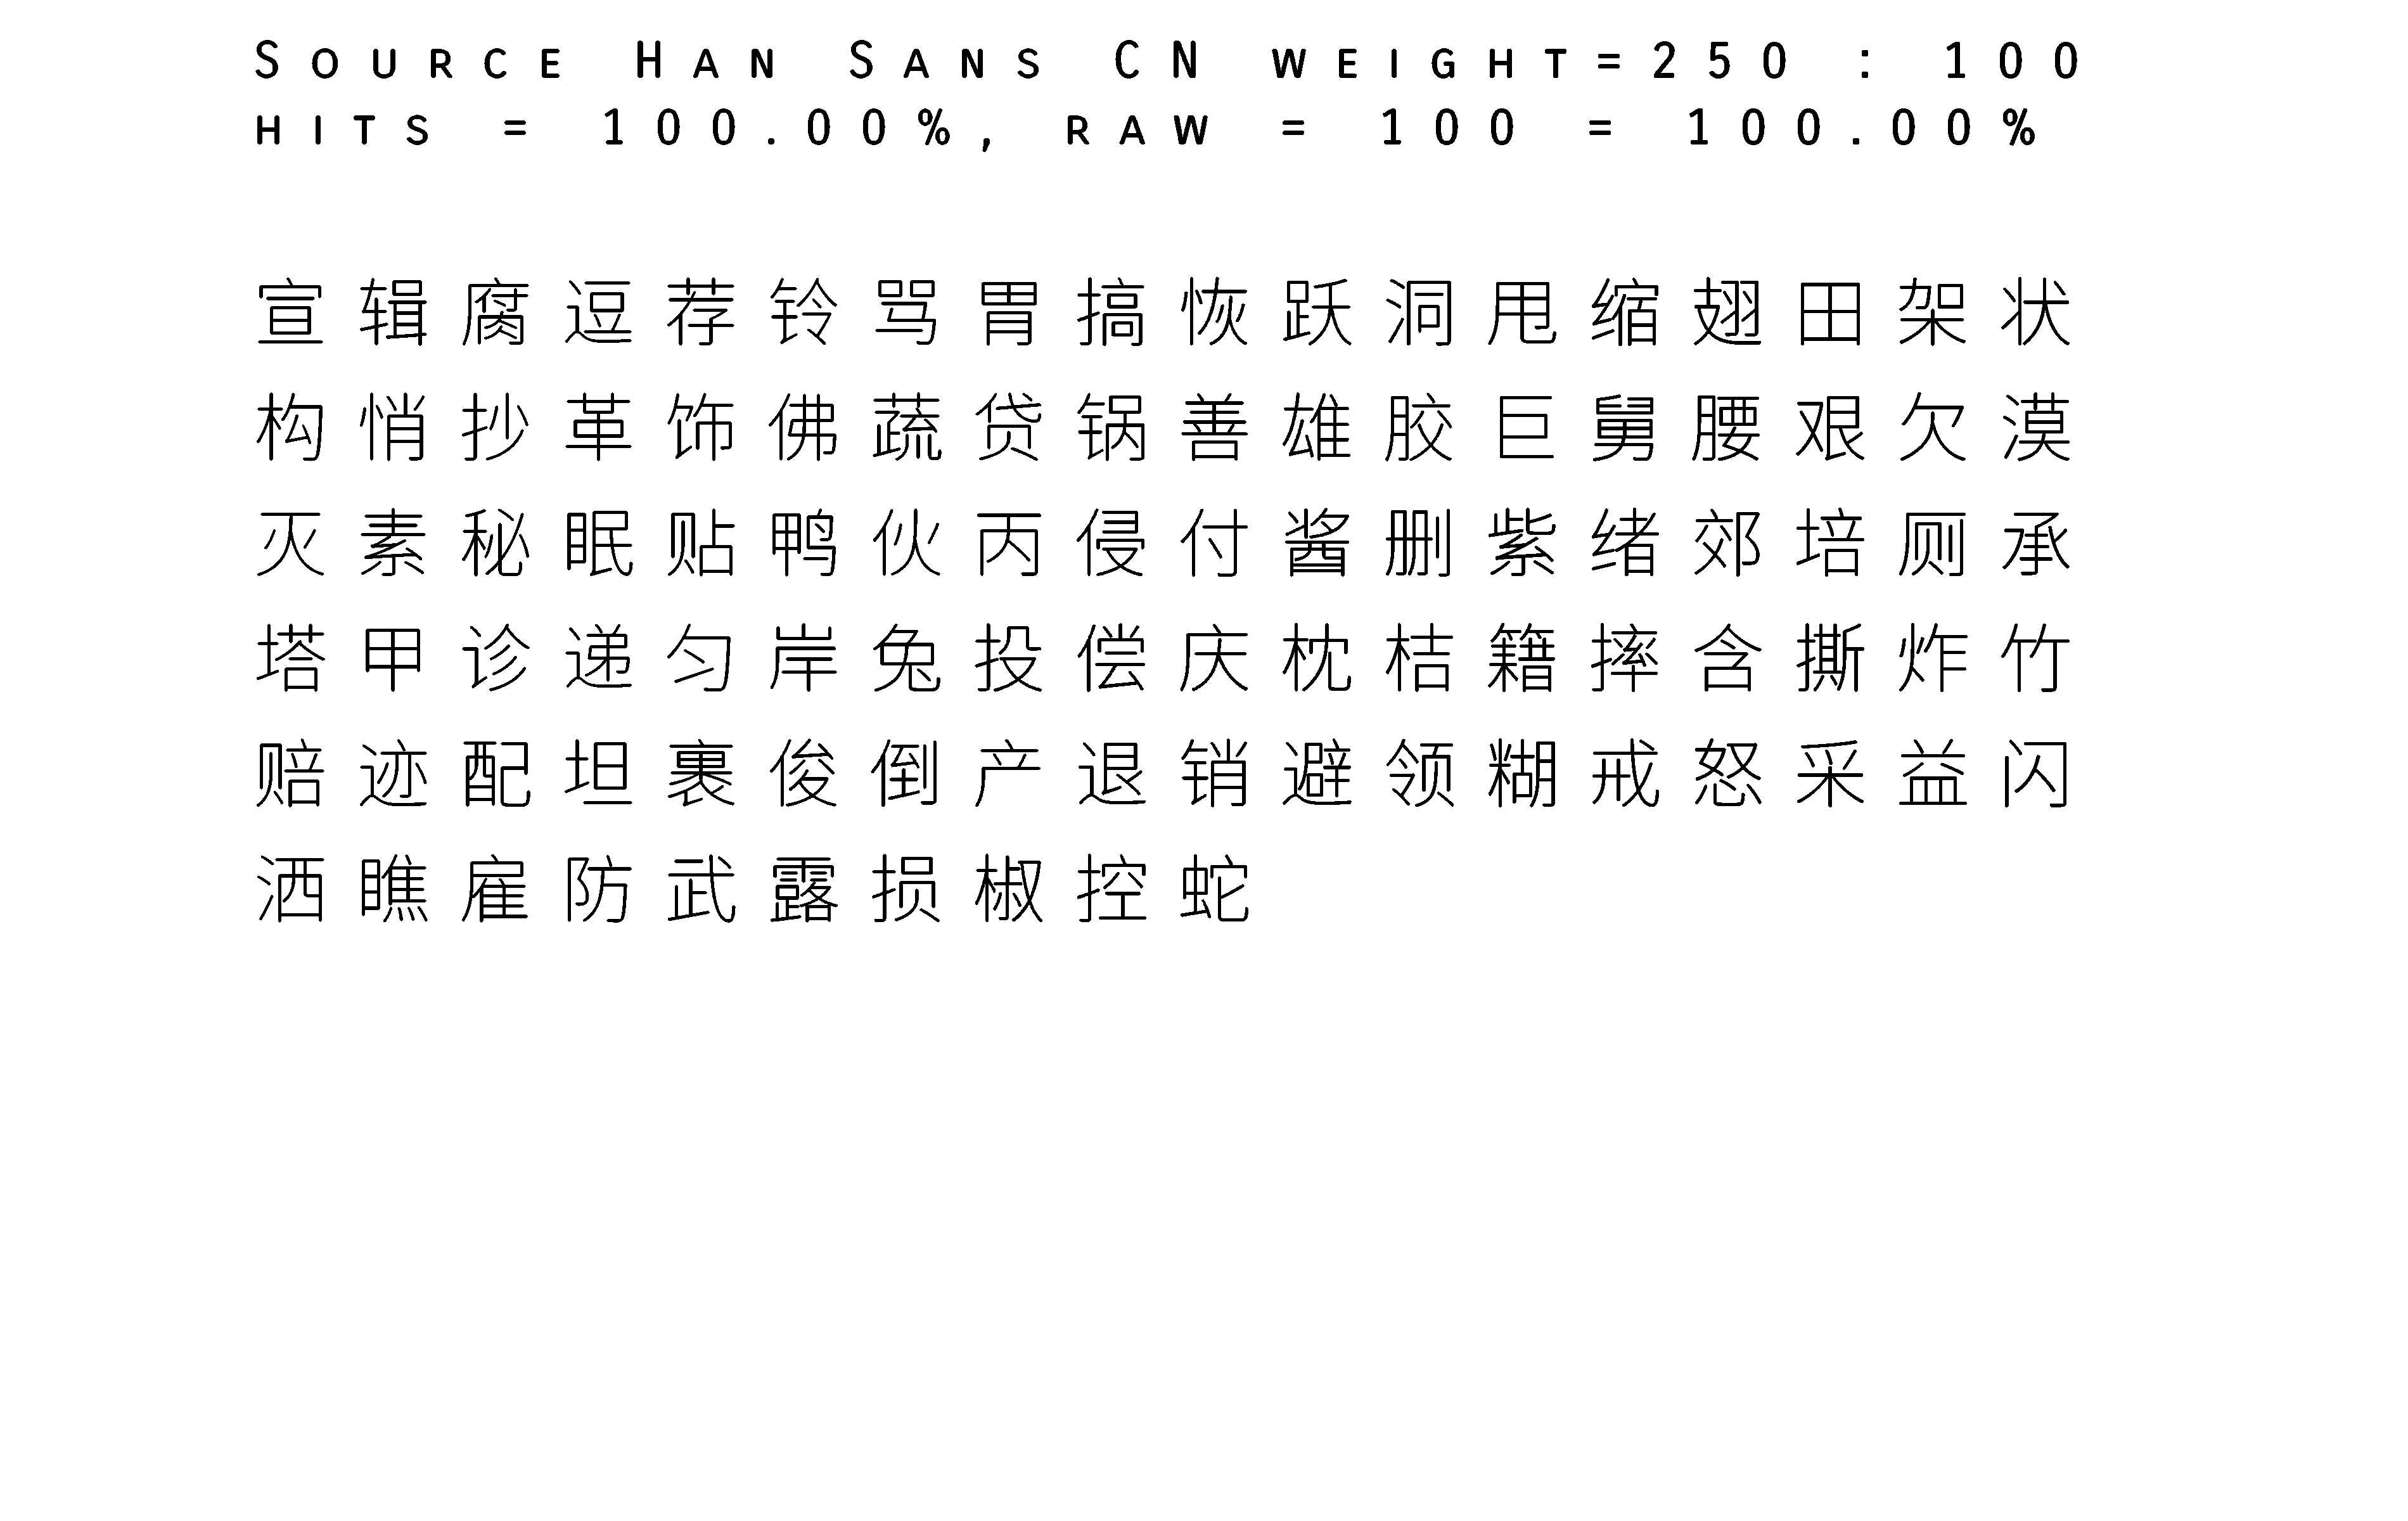 Source Han Sans CN weight=250 : 100
hits = 100.00%, raw = 100 = 100.00%
宣辑腐逗荐铃骂胃搞恢跃洞甩缩翅田架状
构悄抄革饰佛蔬贷锅善雄胶巨舅腰艰欠漠
灭素秘眠贴鸭伙丙侵付酱删紫绪郊培厕承
塔甲诊递匀岸兔投偿庆枕桔籍摔含撕炸竹
赔迹配坦裹俊倒产退销避领糊戒怒采益闪
洒瞧雇防武露损椒控蛇